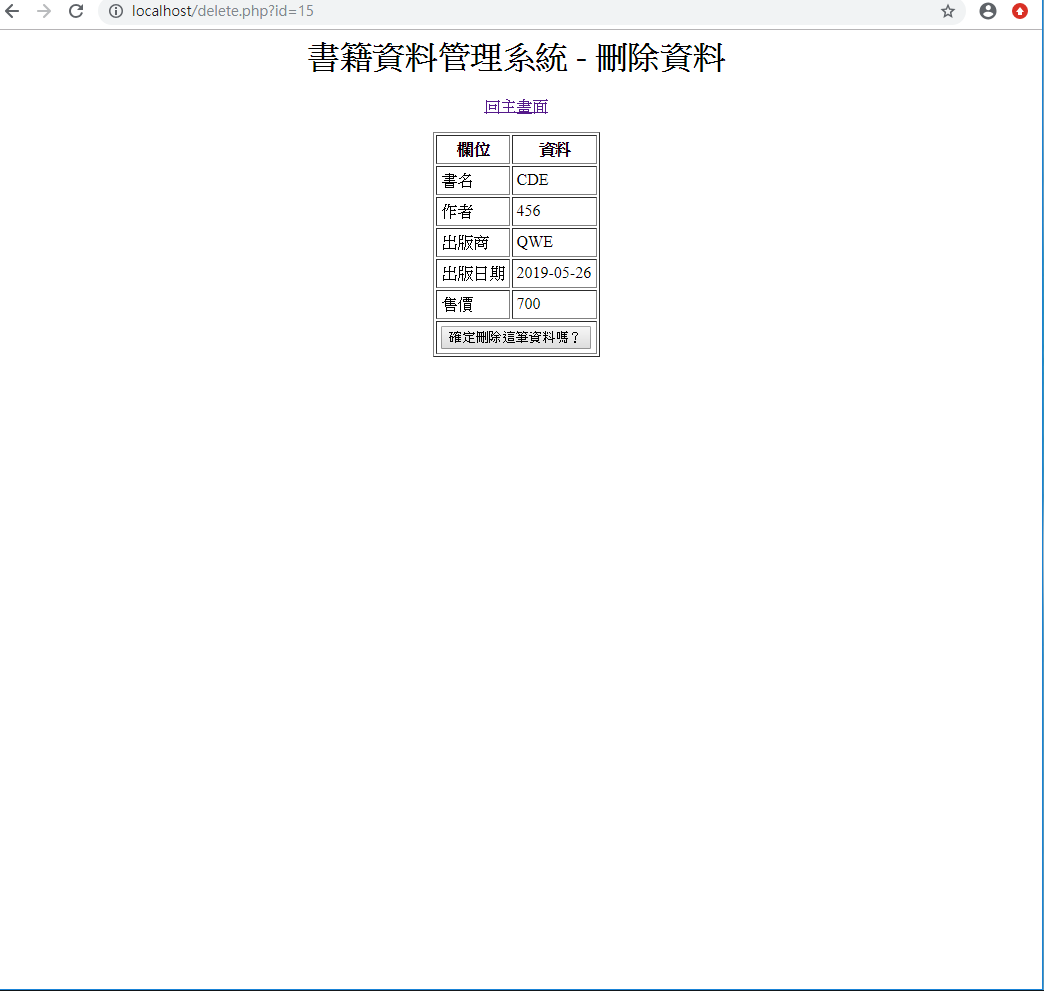 localhost/delete.php?id=15
書籍資料管理系統 - 刪除資料
回主畫面
欄位 資料
書名 CDE
作者 456
出版商 QWE
出版日期 2019-05-26
售價 700
確定刪除這筆資料嗎？